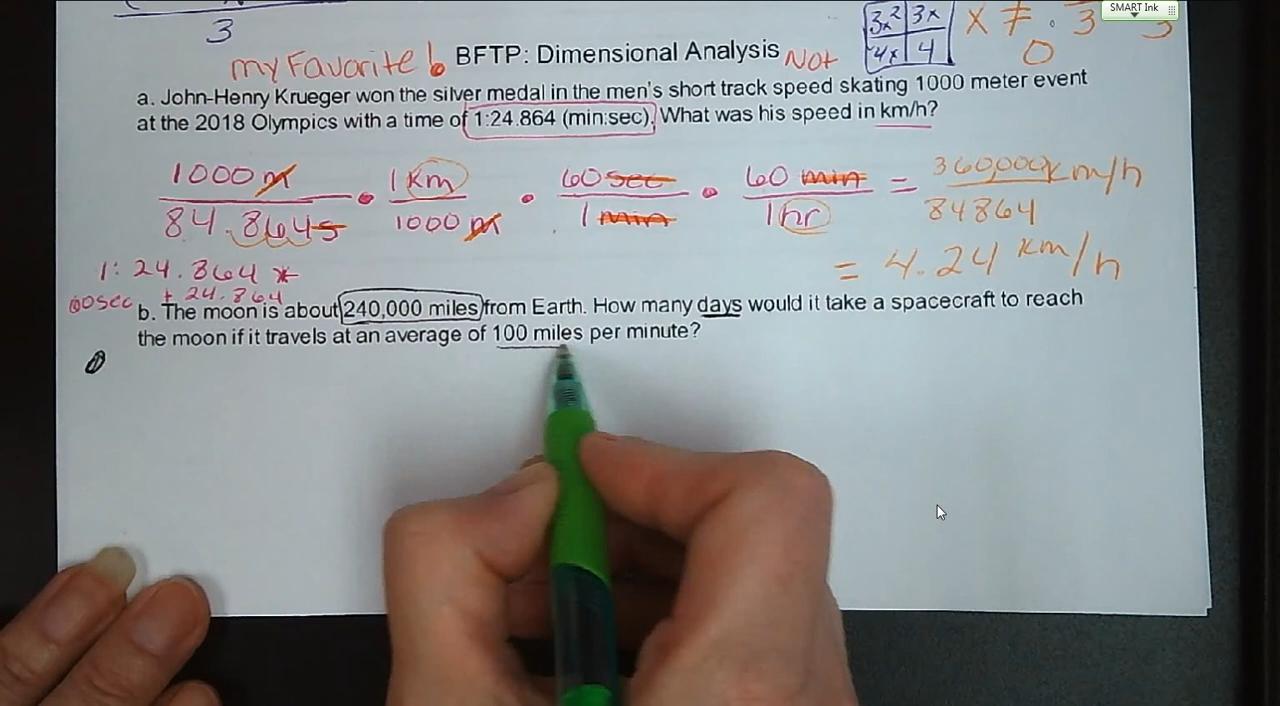 SMART Ink
3
3x² 3x
4x 4
x ≠ 0 · 3 3
my Favorite! BFTP: Dimensional Analysis Not
a. John-Henry Krueger won the silver medal in the men's short track speed skating 1000 meter event
at the 2018 Olympics with a time of 1:24.864 (min:sec). What was his speed in km/h?
1000 m • 1 Km • 60 sec • 60 min = 360,000 km/h
84.864 s 1000 m 1 min 1 hr 84864
1: 24.864 *
= 4.24 km/h
60sec + 24.864
b. The moon is about 240,000 miles from Earth. How many days would it take a spacecraft to reach
the moon if it travels at an average of 100 miles per minute?